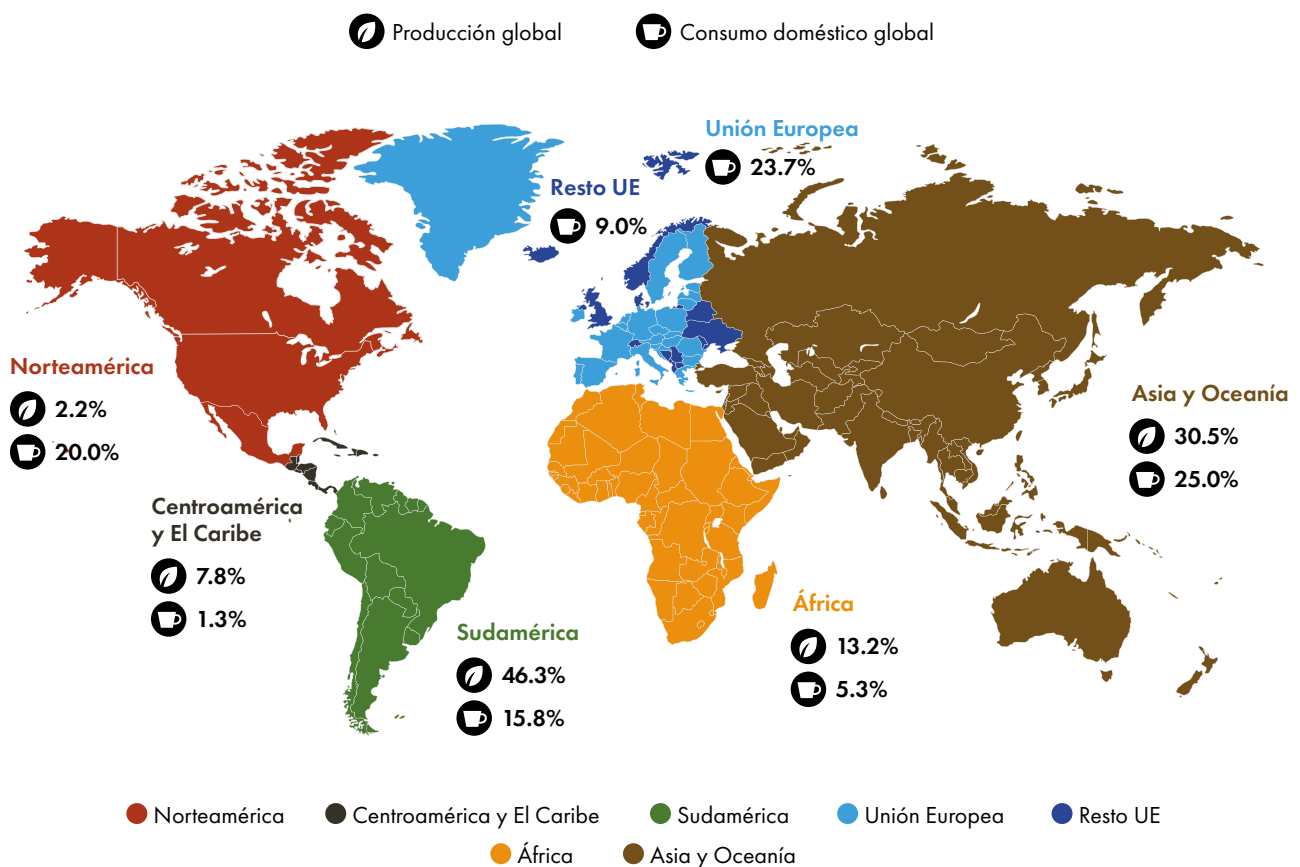 Producción global
Consumo doméstico global
Unión Europea
23.7%
Resto UE
9.0%
Norteamérica
2.2%
20.0%
Asia y Oceanía
30.5%
25.0%
Centroamérica
y El Caribe
7.8%
1.3%
África
13.2%
5.3%
Sudamérica
46.3%
15.8%
Norteamérica
Centroamérica y El Caribe
Sudamérica
Unión Europea
Resto UE
África
Asia y Oceanía